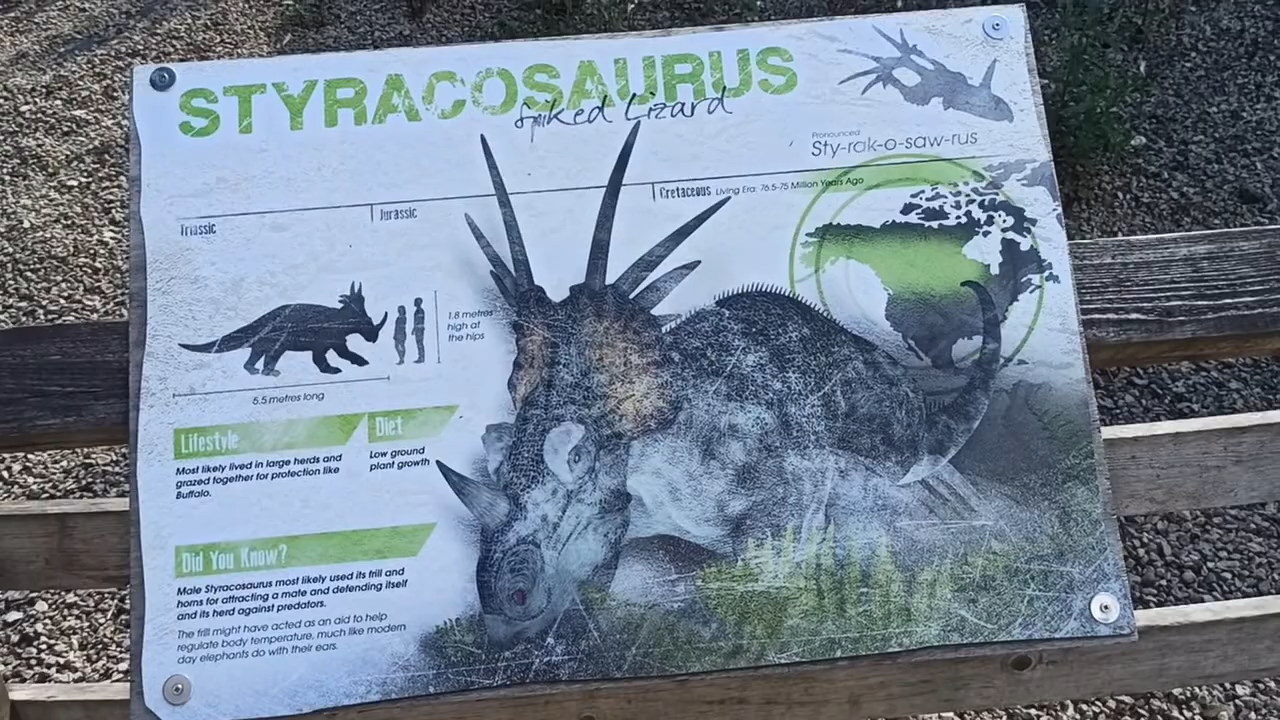 STYRACOSAURUS
Spiked Lizard
Pronounced
Sty-rak-o-saw-rus
Triassic
Jurassic
Cretaceous Living Era: 76.5-75 Million Years Ago
1.8 metres
high at
the hips
5.5 metres long
Lifestyle
Most likely lived in large herds and
grazed together for protection like
Buffalo.
Diet
Low ground
plant growth
Did You Know?
Male Styracosaurus most likely used its frill and
horns for attracting a mate and defending itself
and its herd against predators.
The frill might have acted as an aid to help
regulate body temperature, much like modern
day elephants do with their ears.